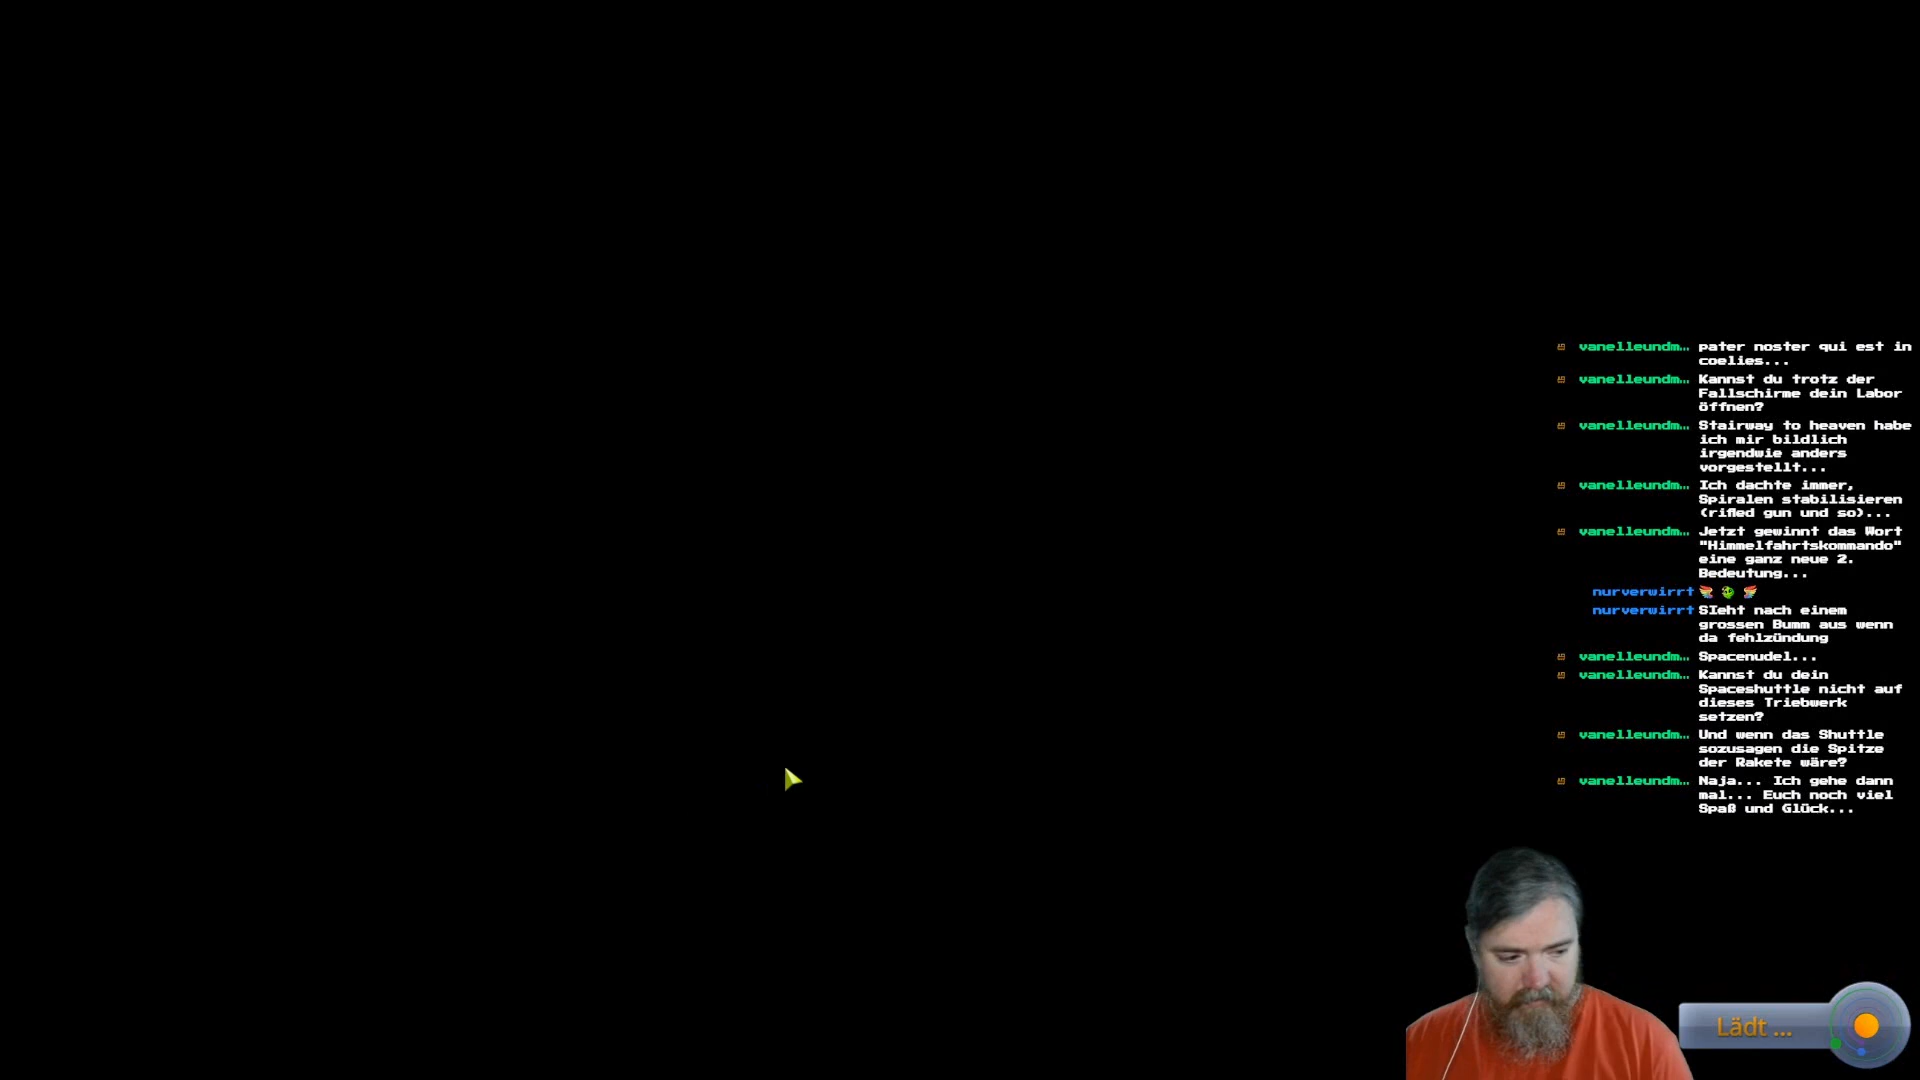 vanelleundm… pater noster qui est in
coelies...
vanelleundm… Kannst du trotz der
Fallschirme dein Labor
öffnen?
vanelleundm… Stairway to heaven habe
ich mir bildlich
irgendwie anders
vorgestellt...
vanelleundm… Ich dachte immer,
Spiralen stabilisieren
(rifled gun und so)...
vanelleundm… Jetzt gewinnt das Wort
"Himmelfahrtskommando"
eine ganz neue 2.
Bedeutung...
nurverwirrt
nurverwirrt SIeht nach einem
grossen Bumm aus wenn
da fehlzündung
vanelleundm… Spacenudel...
vanelleundm… Kannst du dein
Spaceshuttle nicht auf
dieses Triebwerk
setzen?
vanelleundm… Und wenn das Shuttle
sozusagen die Spitze
der Rakete wäre?
vanelleundm… Naja... Ich gehe dann
mal... Euch noch viel
Spaß und Glück...
Lädt ...